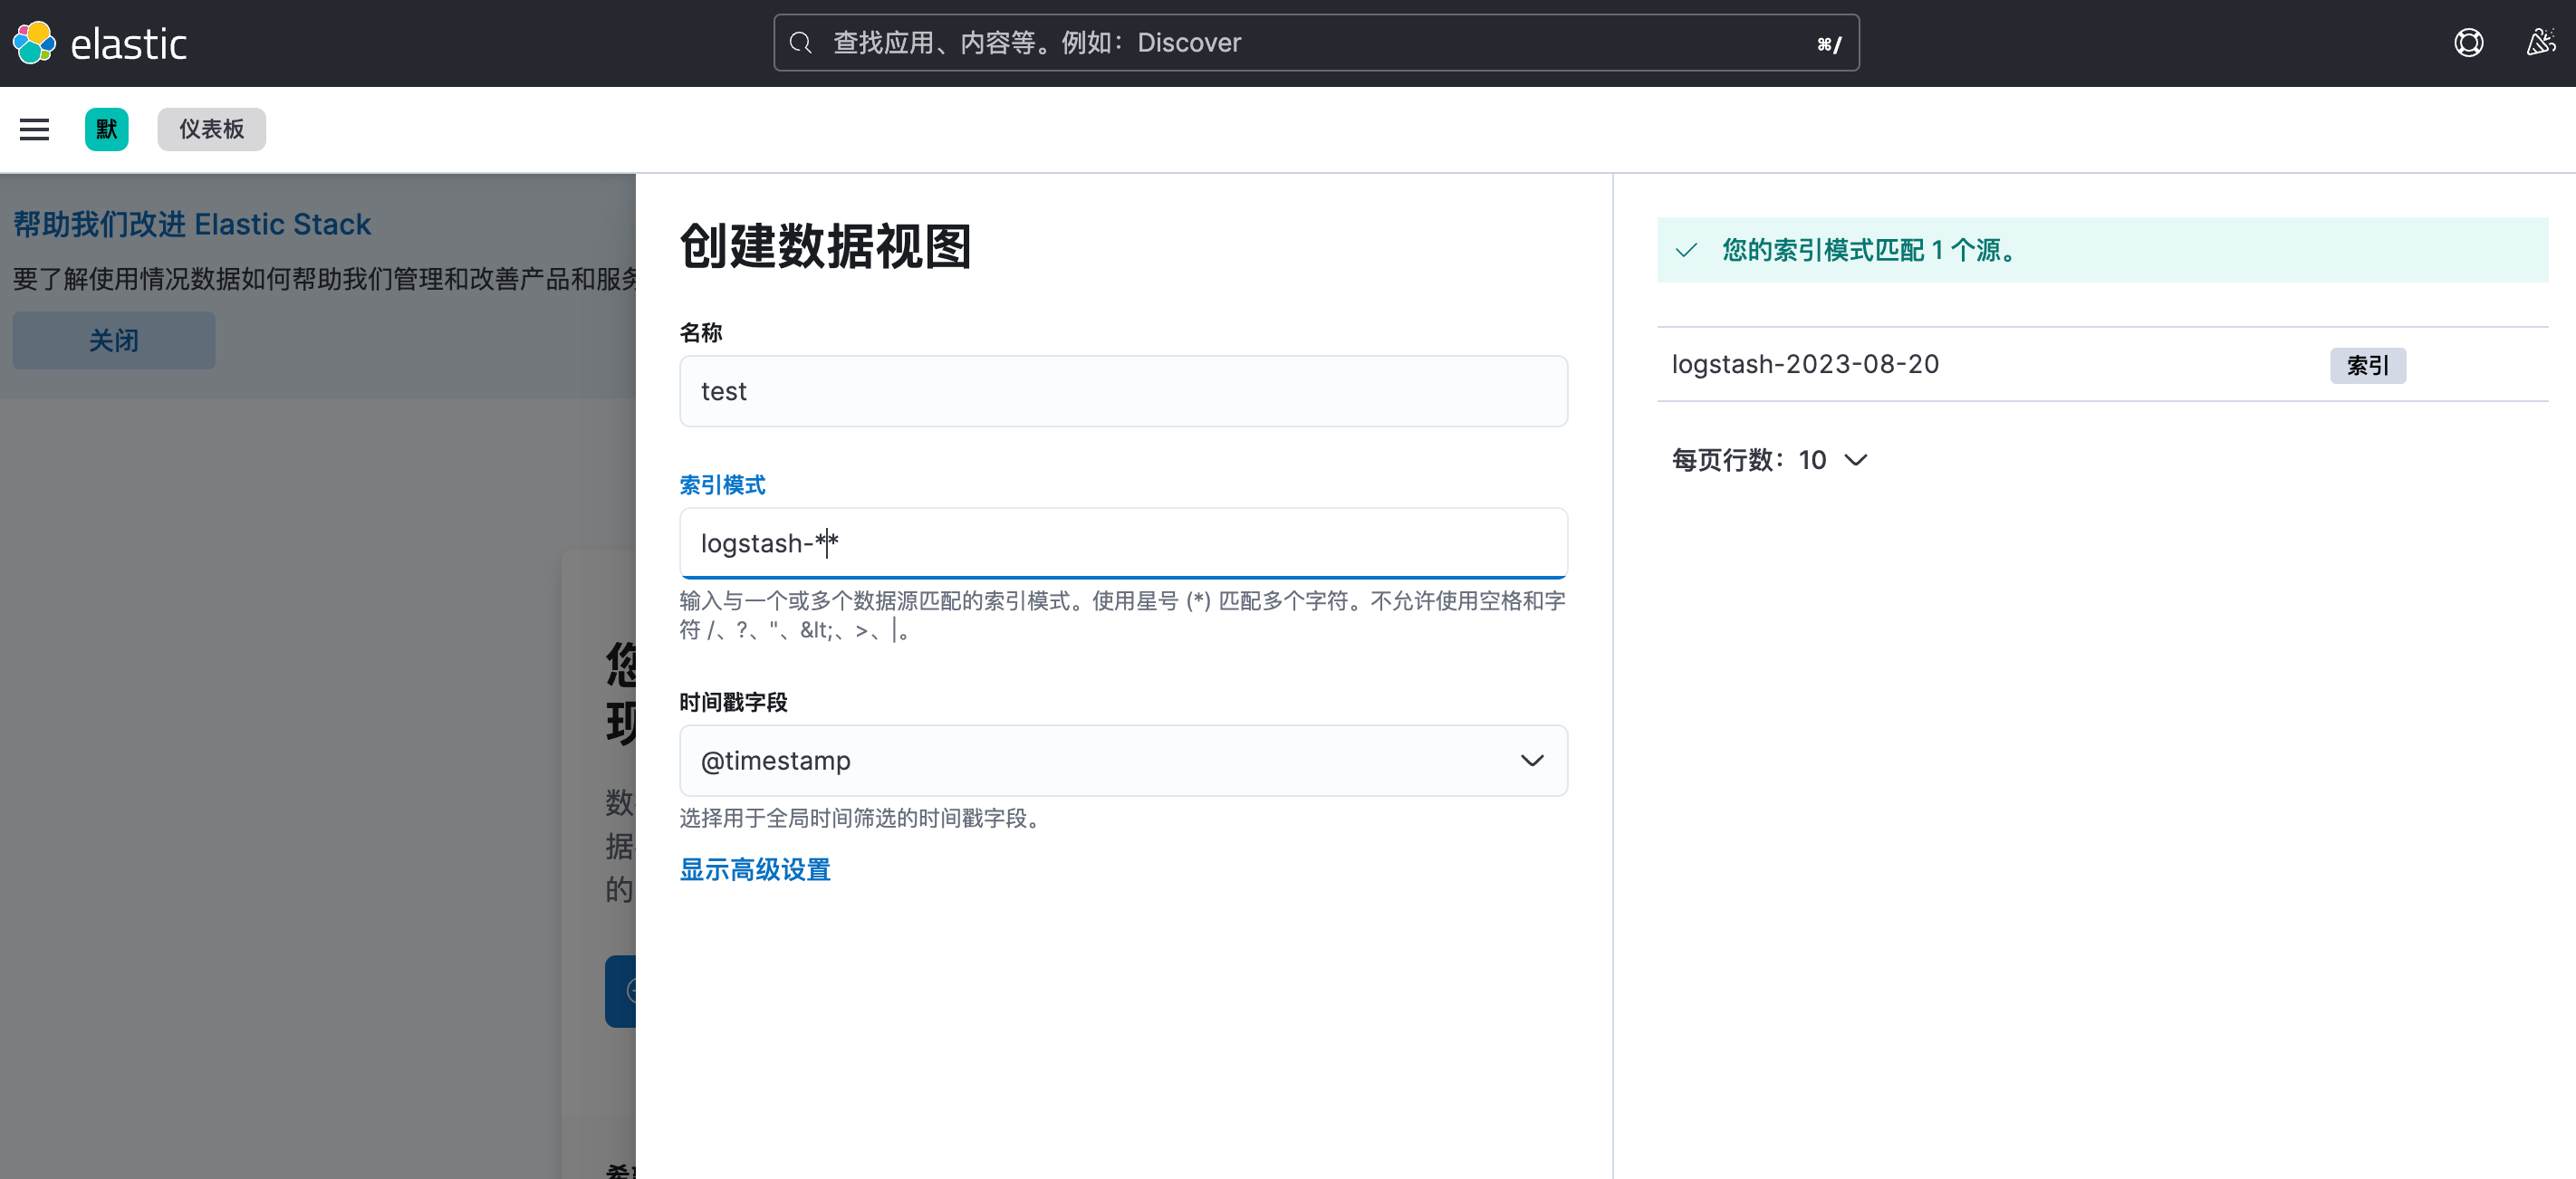 elastic
查找应用、内容等。例如：Discover
⌘/
默
仪表板
帮助我们改进 Elastic Stack
要了解使用情况数据如何帮助我们管理和改善产品和服务
关闭
您
现
数
据
的
创建数据视图
名称
test
索引模式
logstash-**
输入与一个或多个数据源匹配的索引模式。使用星号 (*) 匹配多个字符。不允许使用空格和字
符 /、?、"、&lt;、>、|。
时间戳字段
@timestamp
选择用于全局时间筛选的时间戳字段。
显示高级设置
您的索引模式匹配 1 个源。
logstash-2023-08-20
索引
每页行数：10